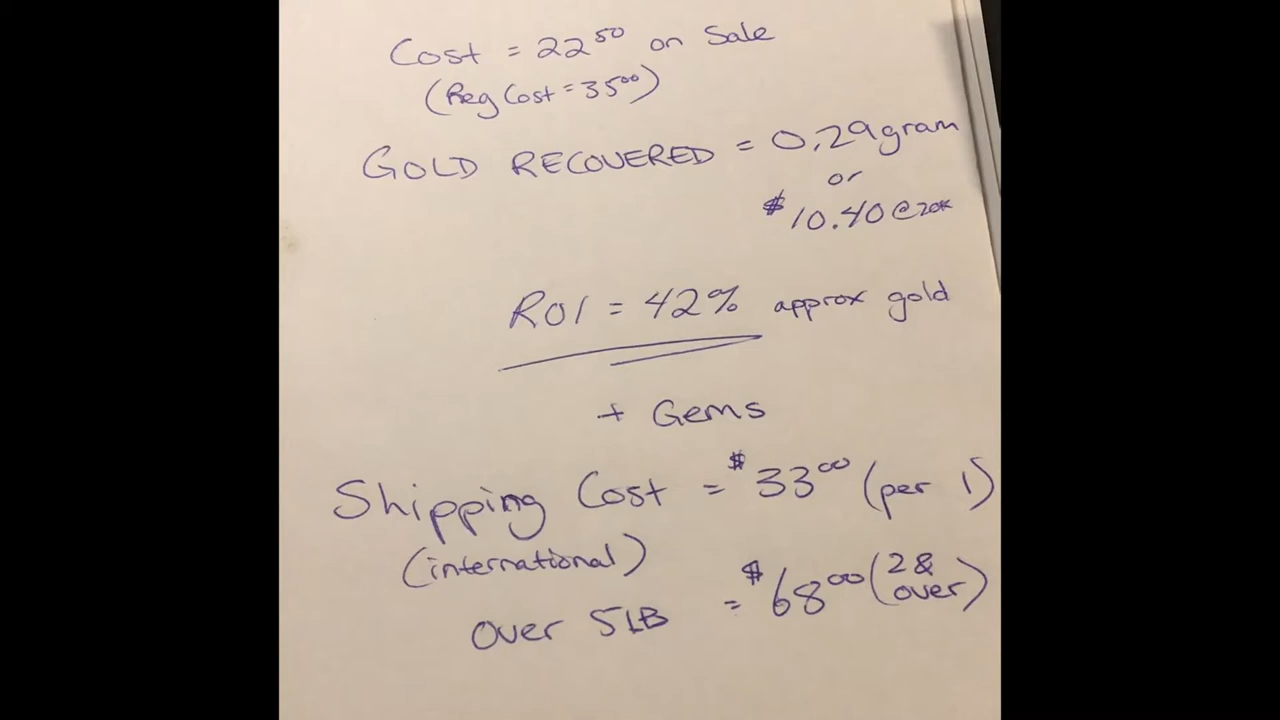 Cost = 22⁵⁰ on Sale
(Reg Cost = 35⁰⁰)
GOLD RECOVERED = 0.29 gram
or
$10.40 @ 20K
ROI = 42% approx gold
+ Gems
Shipping Cost = $33⁰⁰ (per 1)
(international)
Over 5LB = $68⁰⁰ (2 & over)